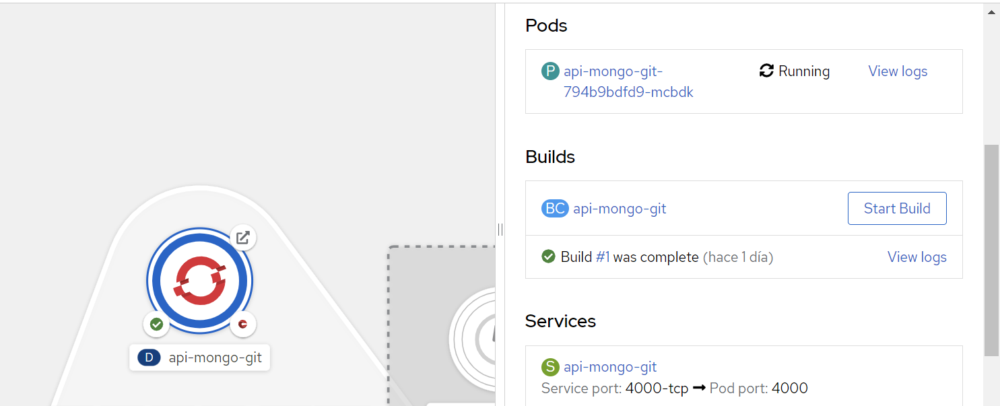 Pods
P api-mongo-git-
794b9bdfd9-mcbdk
Running
View logs
Builds
BC api-mongo-git
Start Build
Build #1 was complete (hace 1 día)
View logs
Services
S api-mongo-git
Service port: 4000-tcp ➞ Pod port: 4000
D api-mongo-git